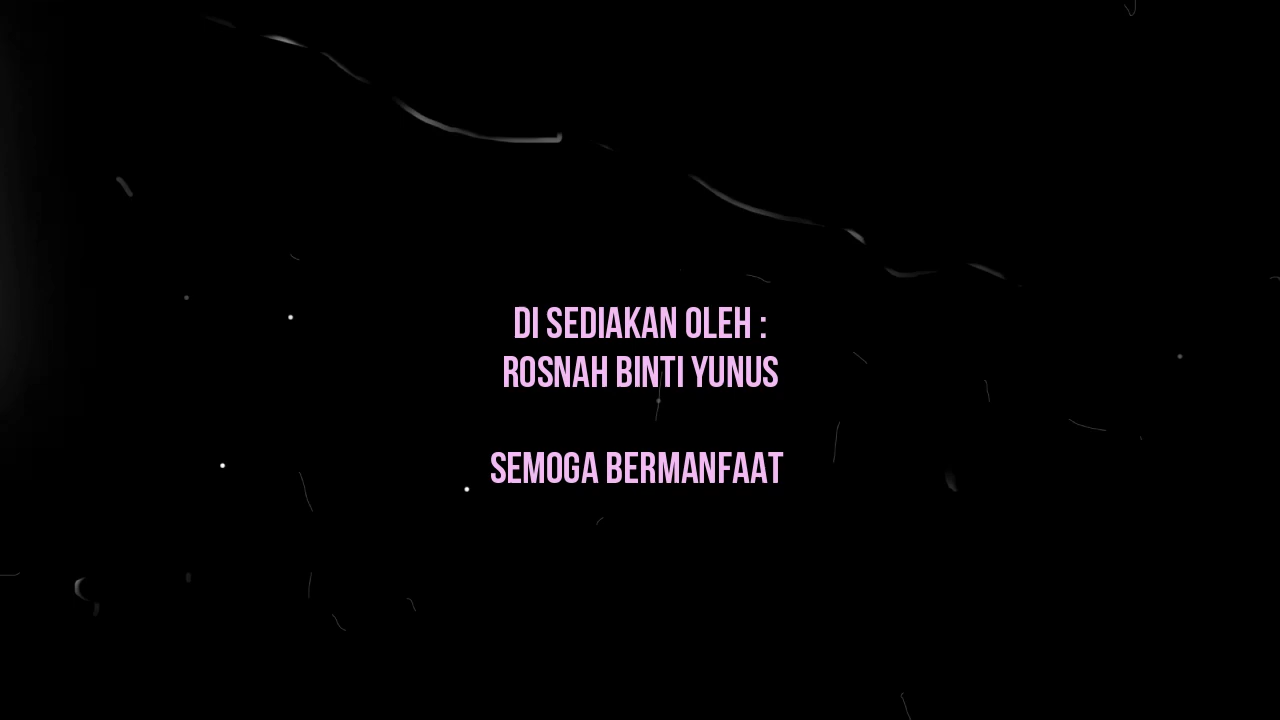 DI SEDIAKAN OLEH :
ROSNAH BINTI YUNUS
SEMOGA BERMANFAAT